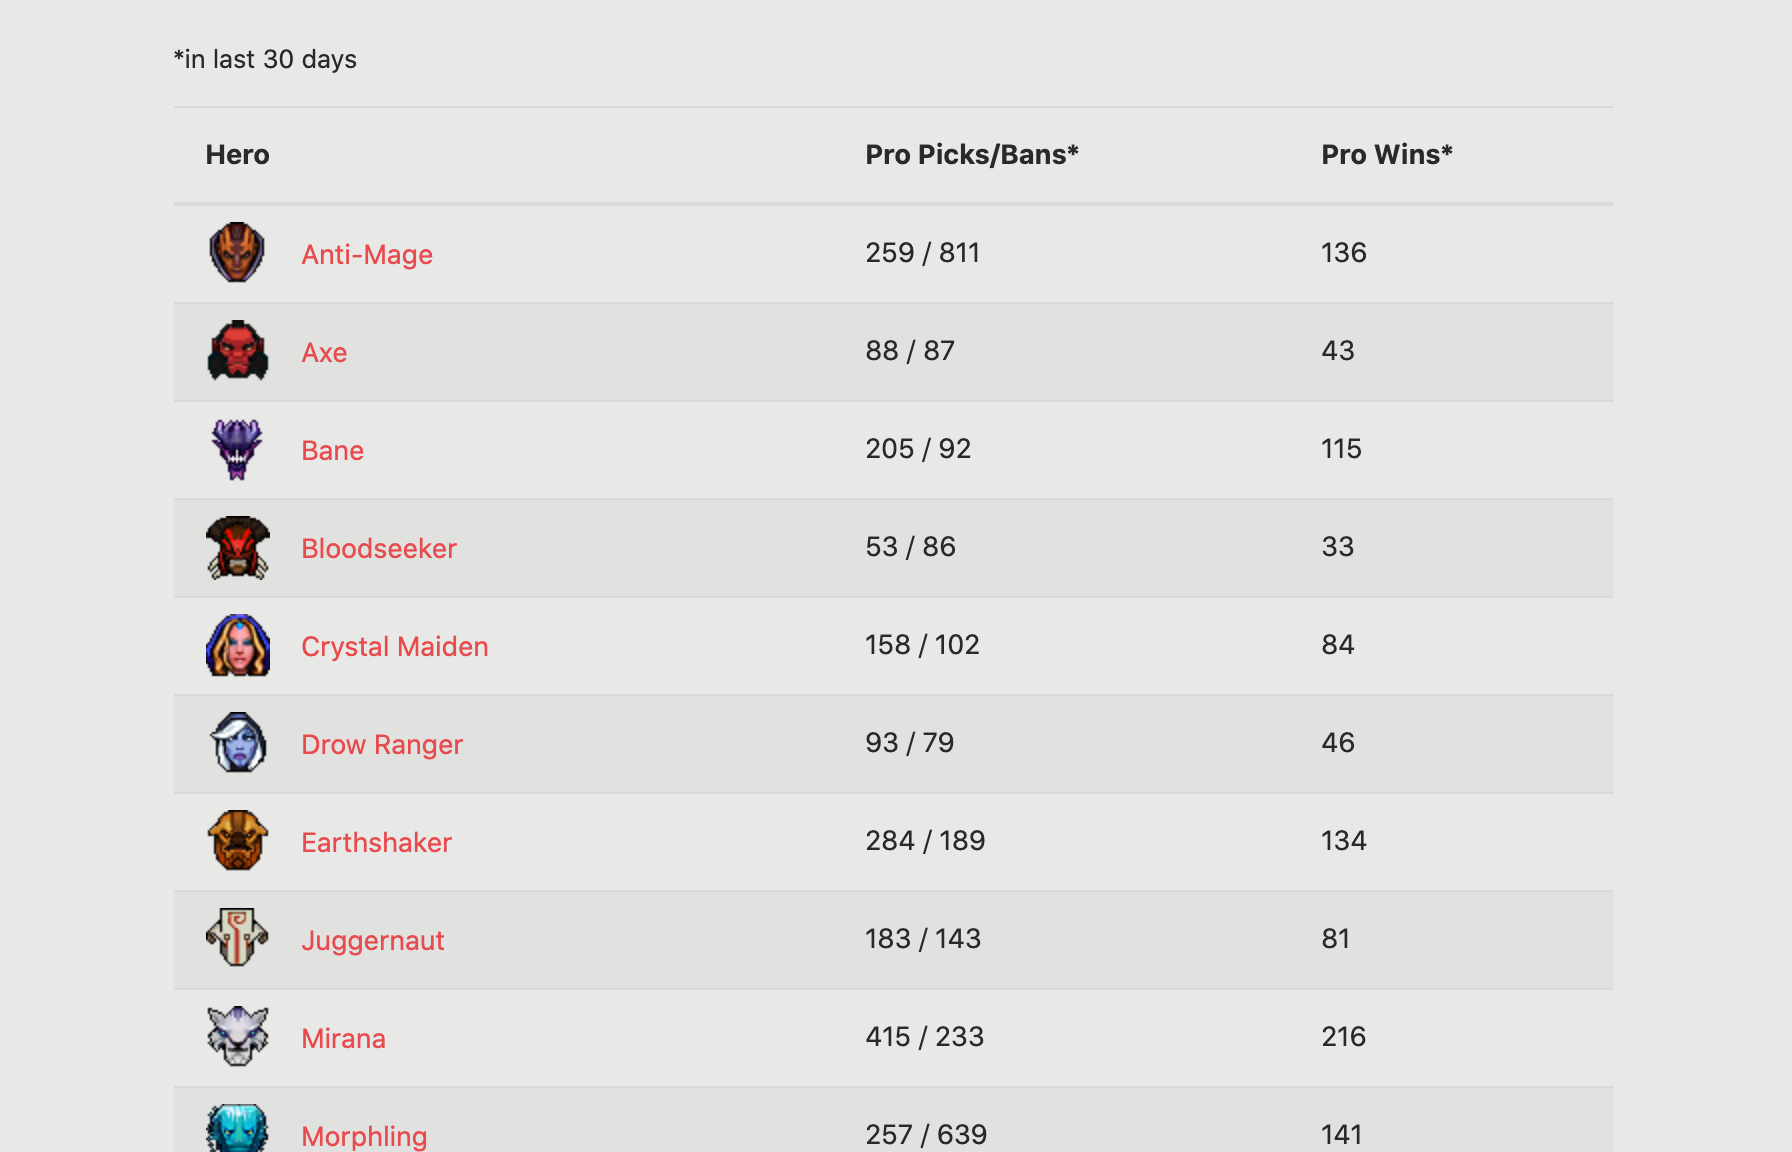 *in last 30 days
Hero Pro Picks/Bans* Pro Wins*
Anti-Mage 259 / 811 136
Axe 88 / 87 43
Bane 205 / 92 115
Bloodseeker 53 / 86 33
Crystal Maiden 158 / 102 84
Drow Ranger 93 / 79 46
Earthshaker 284 / 189 134
Juggernaut 183 / 143 81
Mirana 415 / 233 216
Morphling 257 / 639 141